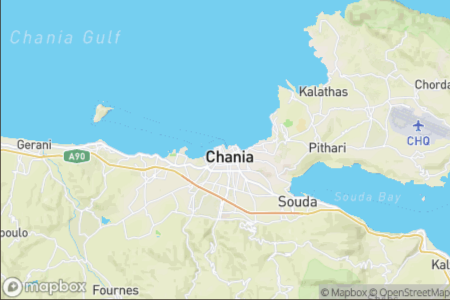 Chania Gulf
Kalathas
Chorda
CHQ
Gerani
A90
Chania
Pithari
Souda
Souda Bay
poulo
Fournes
Kal
mapbox
© Mapbox © OpenStreetMap